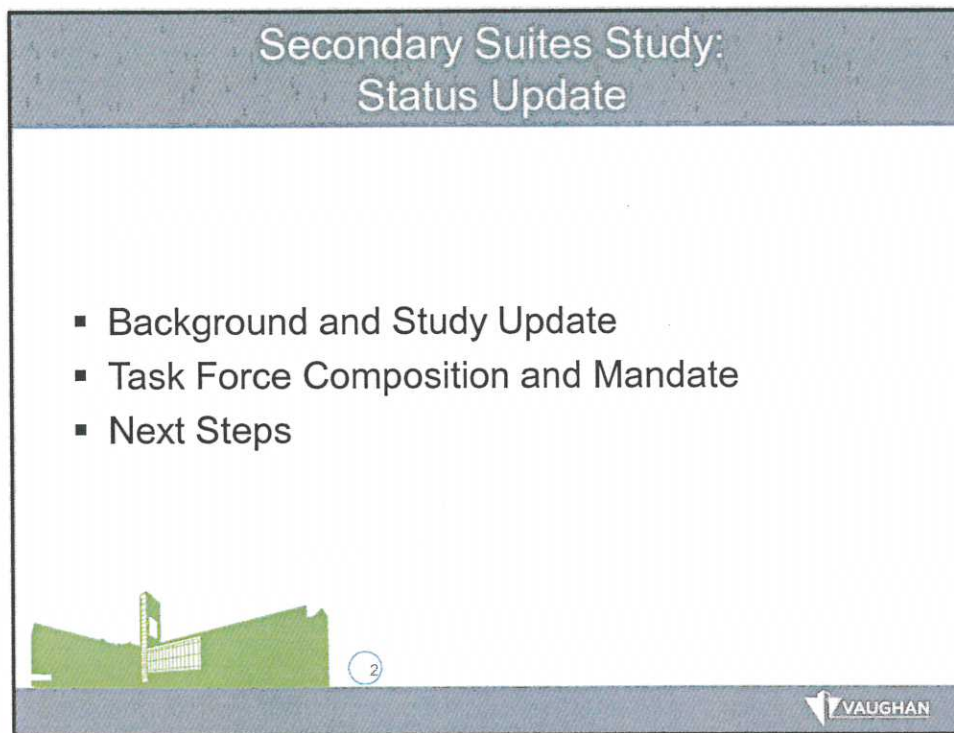 Secondary Suites Study:
Status Update
▪ Background and Study Update
▪ Task Force Composition and Mandate
▪ Next Steps
2
VAUGHAN